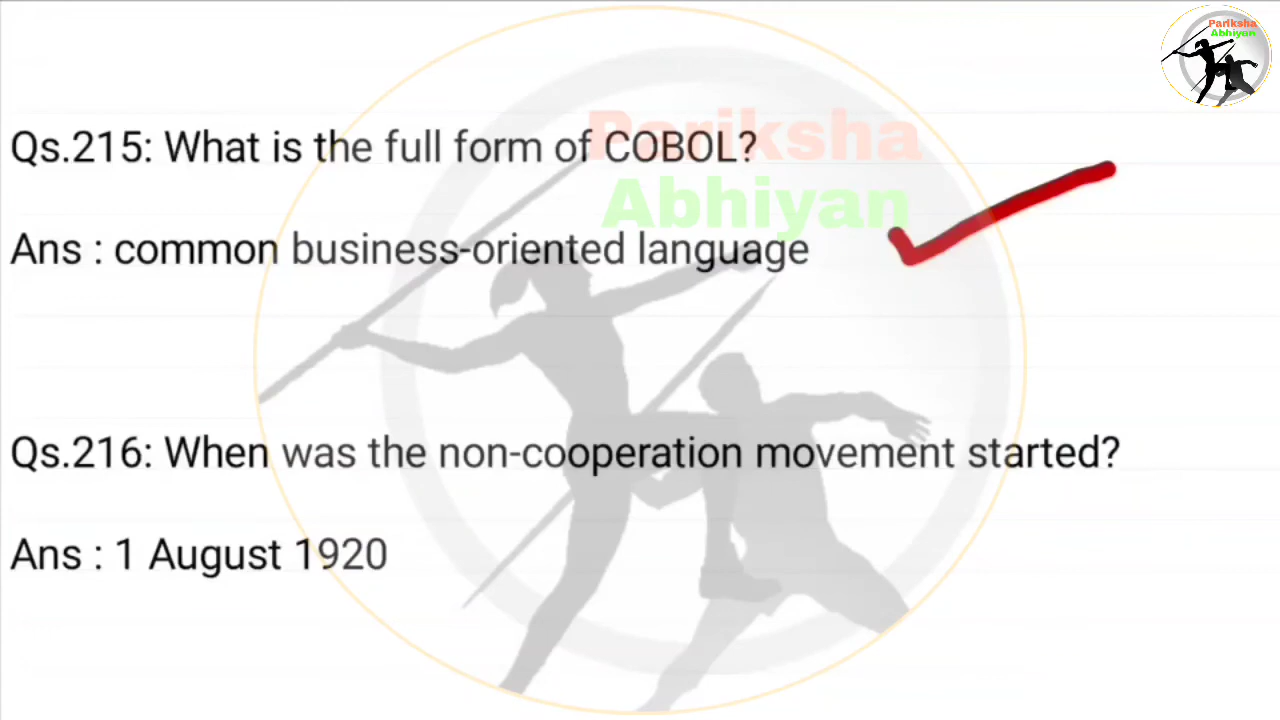 Pariksha
Abhiyan
Qs.215: What is the full form of COBOL?
Pariksha
Abhiyan
Ans : common business-oriented language
Qs.216: When was the non-cooperation movement started?
Ans : 1 August 1920